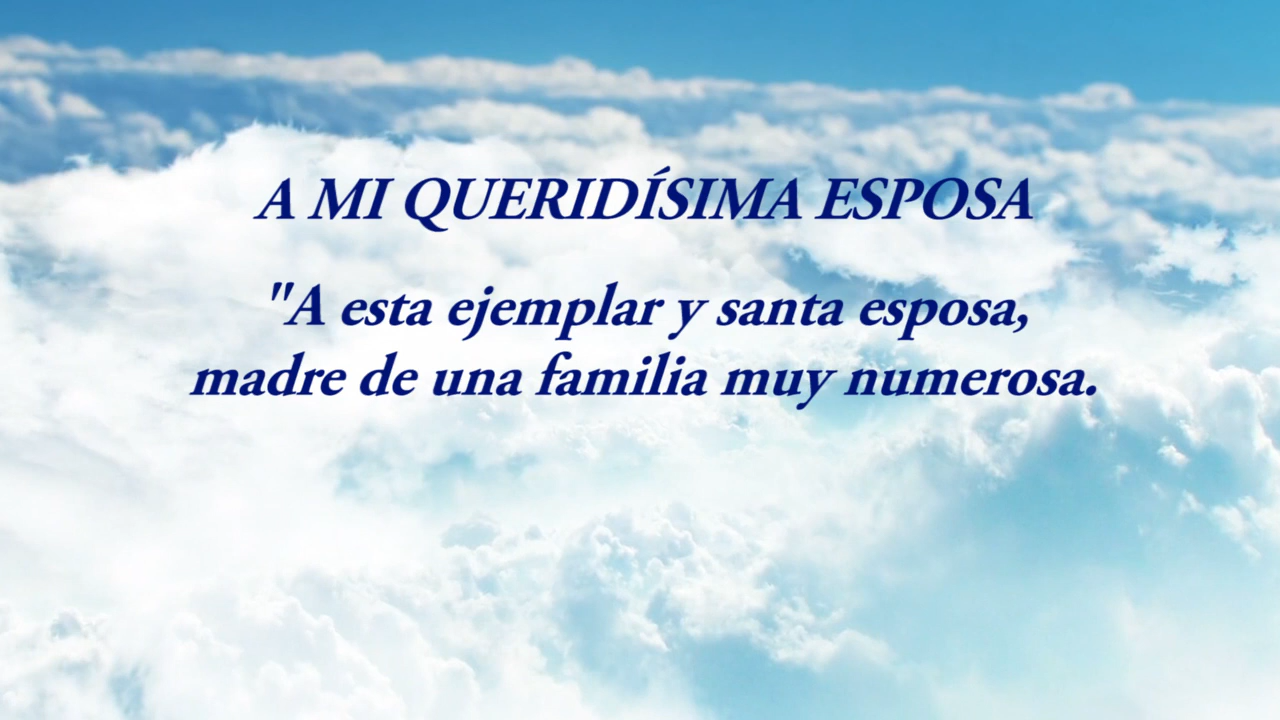 A MI QUERIDÍSIMA ESPOSA
"A esta ejemplar y santa esposa,
madre de una familia muy numerosa.